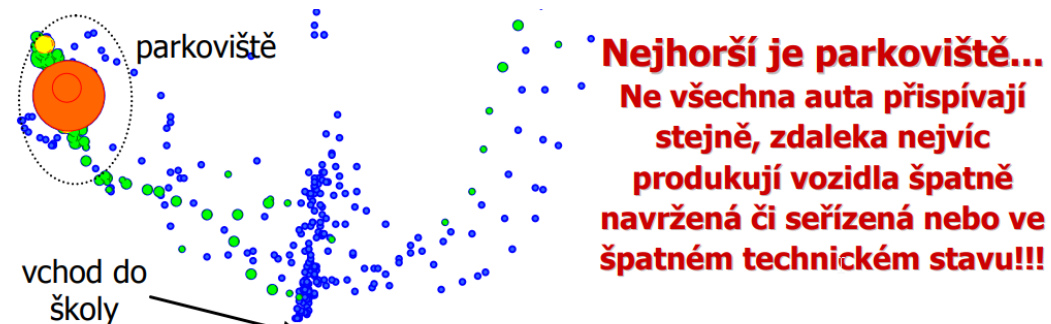 parkoviště
vchod do
školy
Nejhorší je parkoviště...
Ne všechna auta přispívají
stejně, zdaleka nejvíc
produkují vozidla špatně
navržená či seřízená nebo ve
špatném technickém stavu!!!